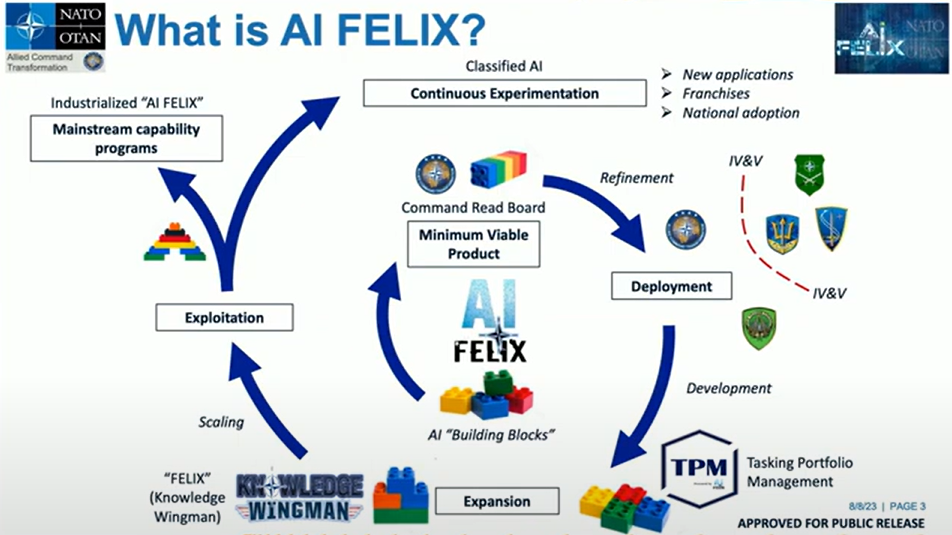 NATO
OTAN
Allied Command
Transformation
What is AI FELIX?
AI
FELIX
NATO
OTAN
Classified AI
Continuous Experimentation
➢ New applications
➢ Franchises
➢ National adoption
Industrialized "AI FELIX"
Mainstream capability
programs
Command Read Board
Minimum Viable
Product
Refinement
IV&V
IV&V
Deployment
Exploitation
AI
FELIX
AI "Building Blocks"
Development
Scaling
"FELIX"
(Knowledge
Wingman)
KNOWLEDGE
WINGMAN
Expansion
TPM
Tasking Portfolio
Management
8/8/23 | PAGE 3
APPROVED FOR PUBLIC RELEASE